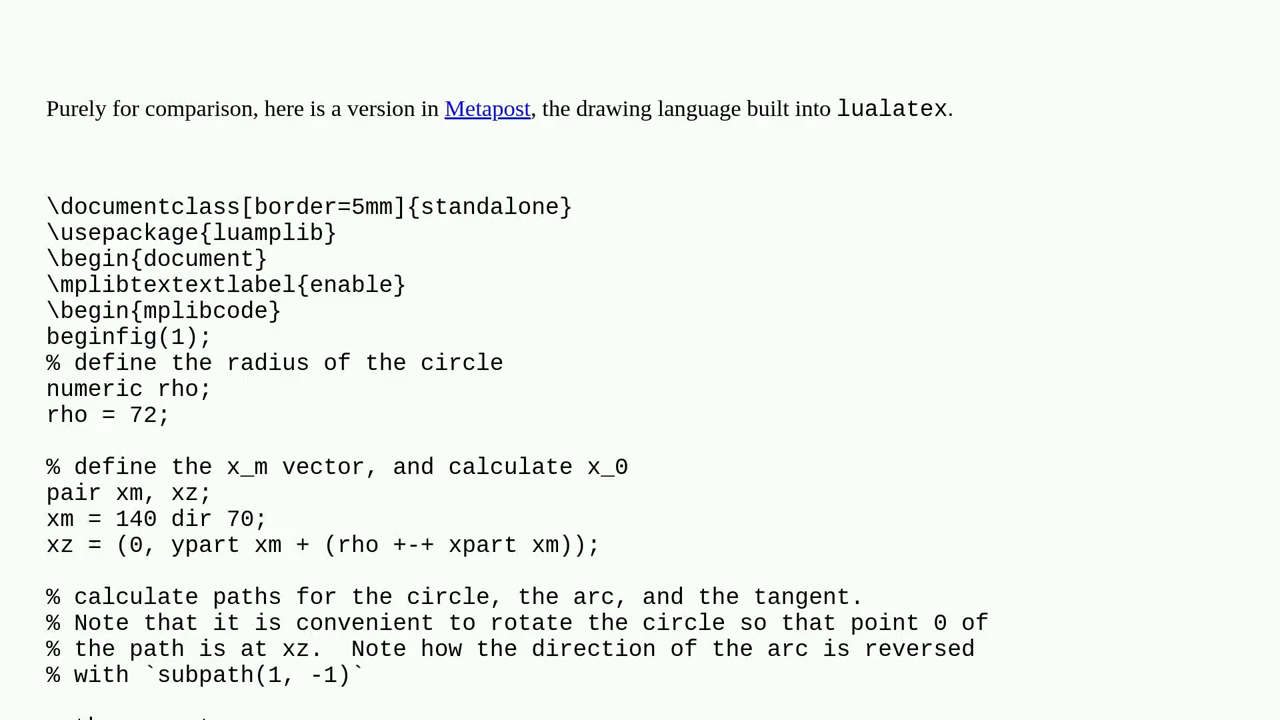 Purely for comparison, here is a version in Metapost, the drawing language built into lualatex.
\documentclass[border=5mm]{standalone}
\usepackage{luamplib}
\begin{document}
\mplibtextextlabel{enable}
\begin{mplibcode}
beginfig(1);
% define the radius of the circle
numeric rho;
rho = 72;
% define the x_m vector, and calculate x_0
pair xm, xz;
xm = 140 dir 70;
xz = (0, ypart xm + (rho +-+ xpart xm));
% calculate paths for the circle, the arc, and the tangent.
% Note that it is convenient to rotate the circle so that point 0 of
% the path is at xz.  Note how the direction of the arc is reversed
% with `subpath(1, -1)`